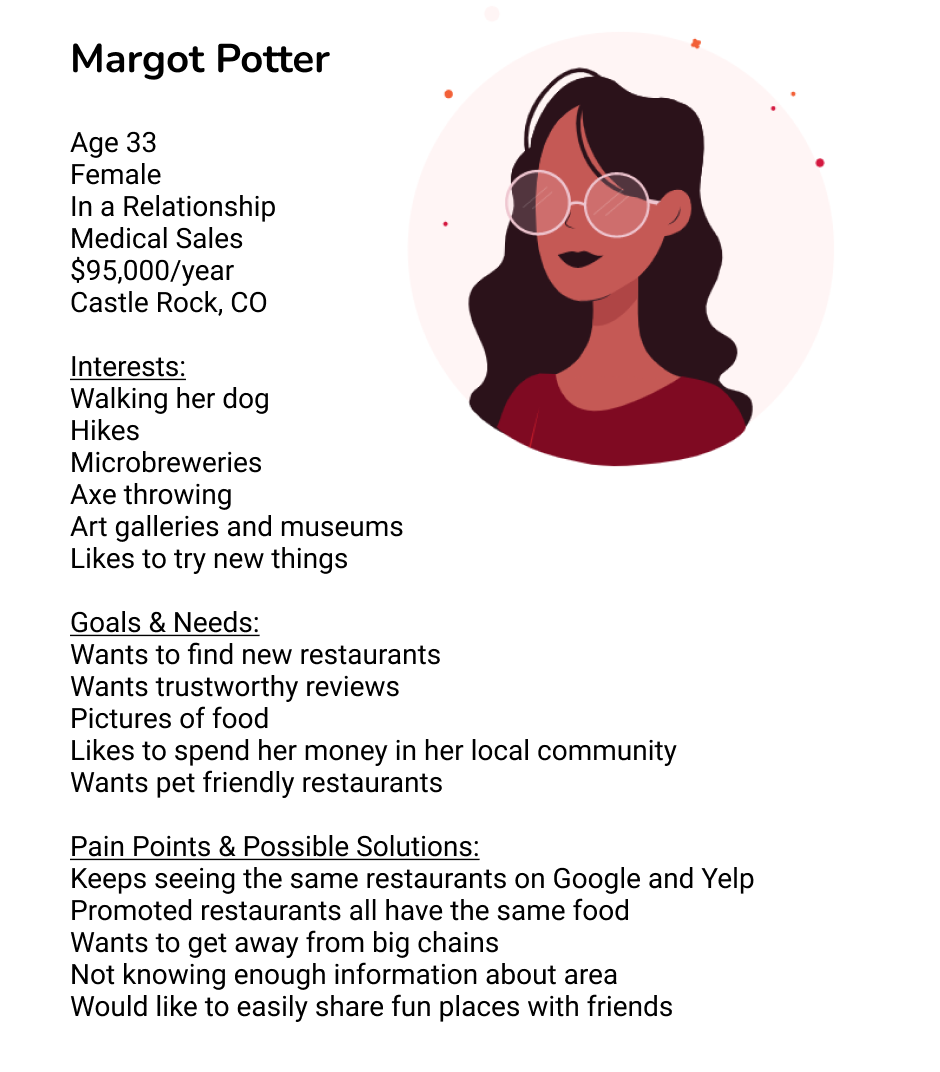 Margot Potter
Age 33
Female
In a Relationship
Medical Sales
$95,000/year
Castle Rock, CO
Interests:
Walking her dog
Hikes
Microbreweries
Axe throwing
Art galleries and museums
Likes to try new things
Goals & Needs:
Wants to find new restaurants
Wants trustworthy reviews
Pictures of food
Likes to spend her money in her local community
Wants pet friendly restaurants
Pain Points & Possible Solutions:
Keeps seeing the same restaurants on Google and Yelp
Promoted restaurants all have the same food
Wants to get away from big chains
Not knowing enough information about area
Would like to easily share fun places with friends